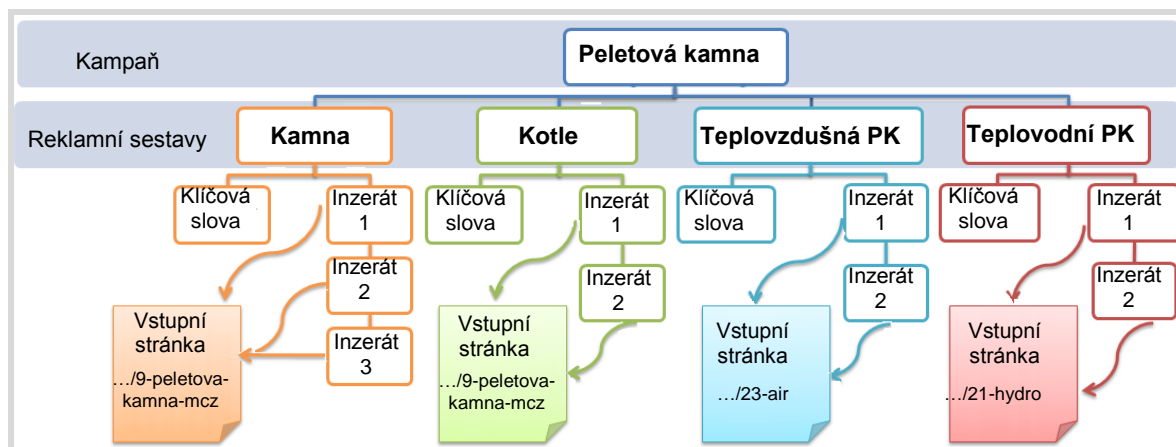 Kampaň
Peletová kamna
Reklamní sestavy
Kamna
Kotle
Teplovzdušná PK
Teplovodní PK
Klíčová
slova
Inzerát
1
Klíčová
slova
Inzerát
1
Klíčová
slova
Inzerát
1
Klíčová
slova
Inzerát
1
Inzerát
2
Inzerát
2
Inzerát
2
Inzerát
2
Inzerát
3
Vstupní
stránka
…/9-peletova-
kamna-mcz
Vstupní
stránka
…/9-peletova-
kamna-mcz
Vstupní
stránka
…/23-air
Vstupní
stránka
…/21-hydro